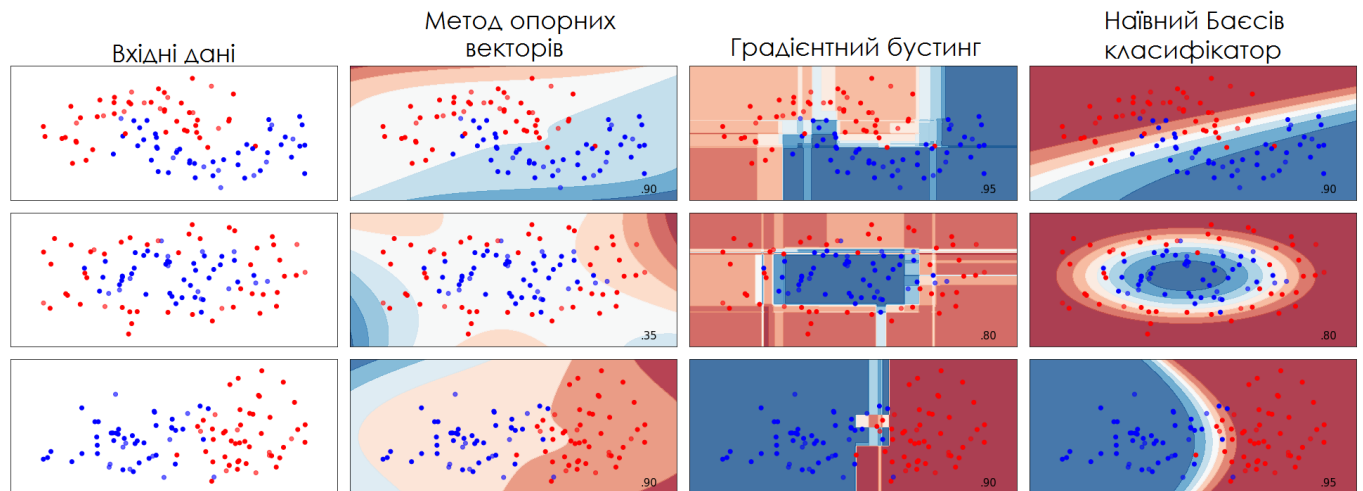 Вхідні дані
Метод опорних
векторів
Градієнтний бустинг
Наївний Баєсів
класифікатор
.90
.95
.90
.35
.80
.80
.90
.90
.95